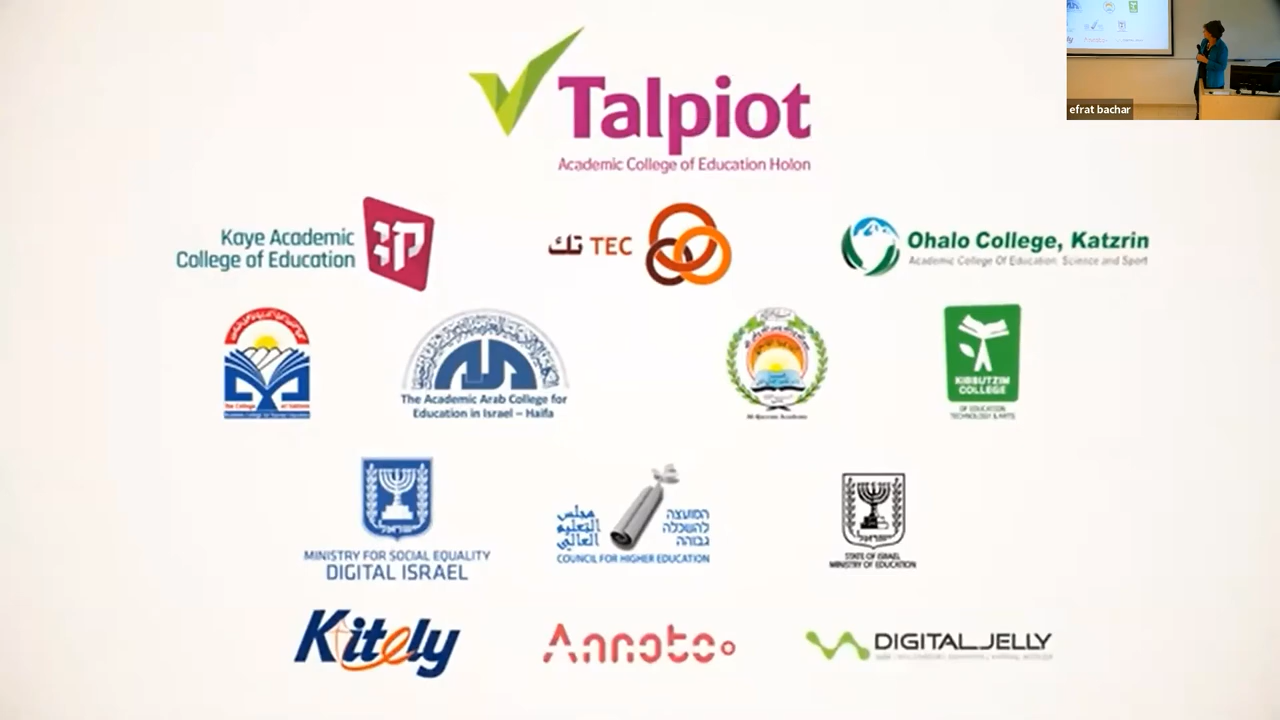 efrat bachar
Talpiot
Academic College of Education Holon
Kaye Academic
College of Education
تك TEC
Ohalo College, Katzrin
Academic College Of Education, Science and Sport
The Academic Arab College for
Education in Israel – Haifa
KIBBUTZIM
COLLEGE
OF EDUCATION
TECHNOLOGY & ARTS
MINISTRY FOR SOCIAL EQUALITY
DIGITAL ISRAEL
مجلس
التعليم
العالي
המועצה
להשכלה
גבוהה
COUNCIL FOR HIGHER EDUCATION
STATE OF ISRAEL
MINISTRY OF EDUCATION
Kitely
Annoto
DIGITAL JELLY